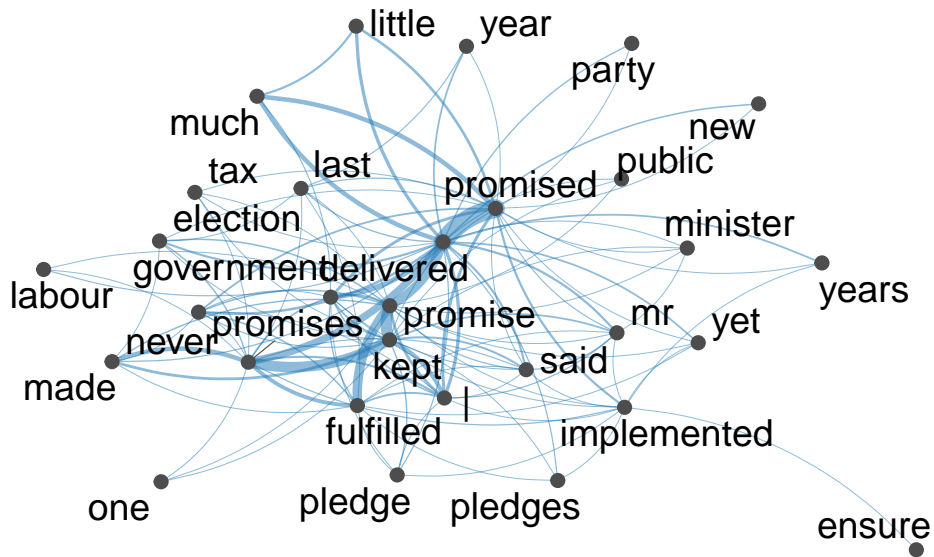 little
year
party
much
new
tax
last
public
promised
election
minister
government
delivered
labour
years
never
promises
promise
mr
yet
made
kept
said
|
fulfilled
implemented
one
pledge
pledges
ensure